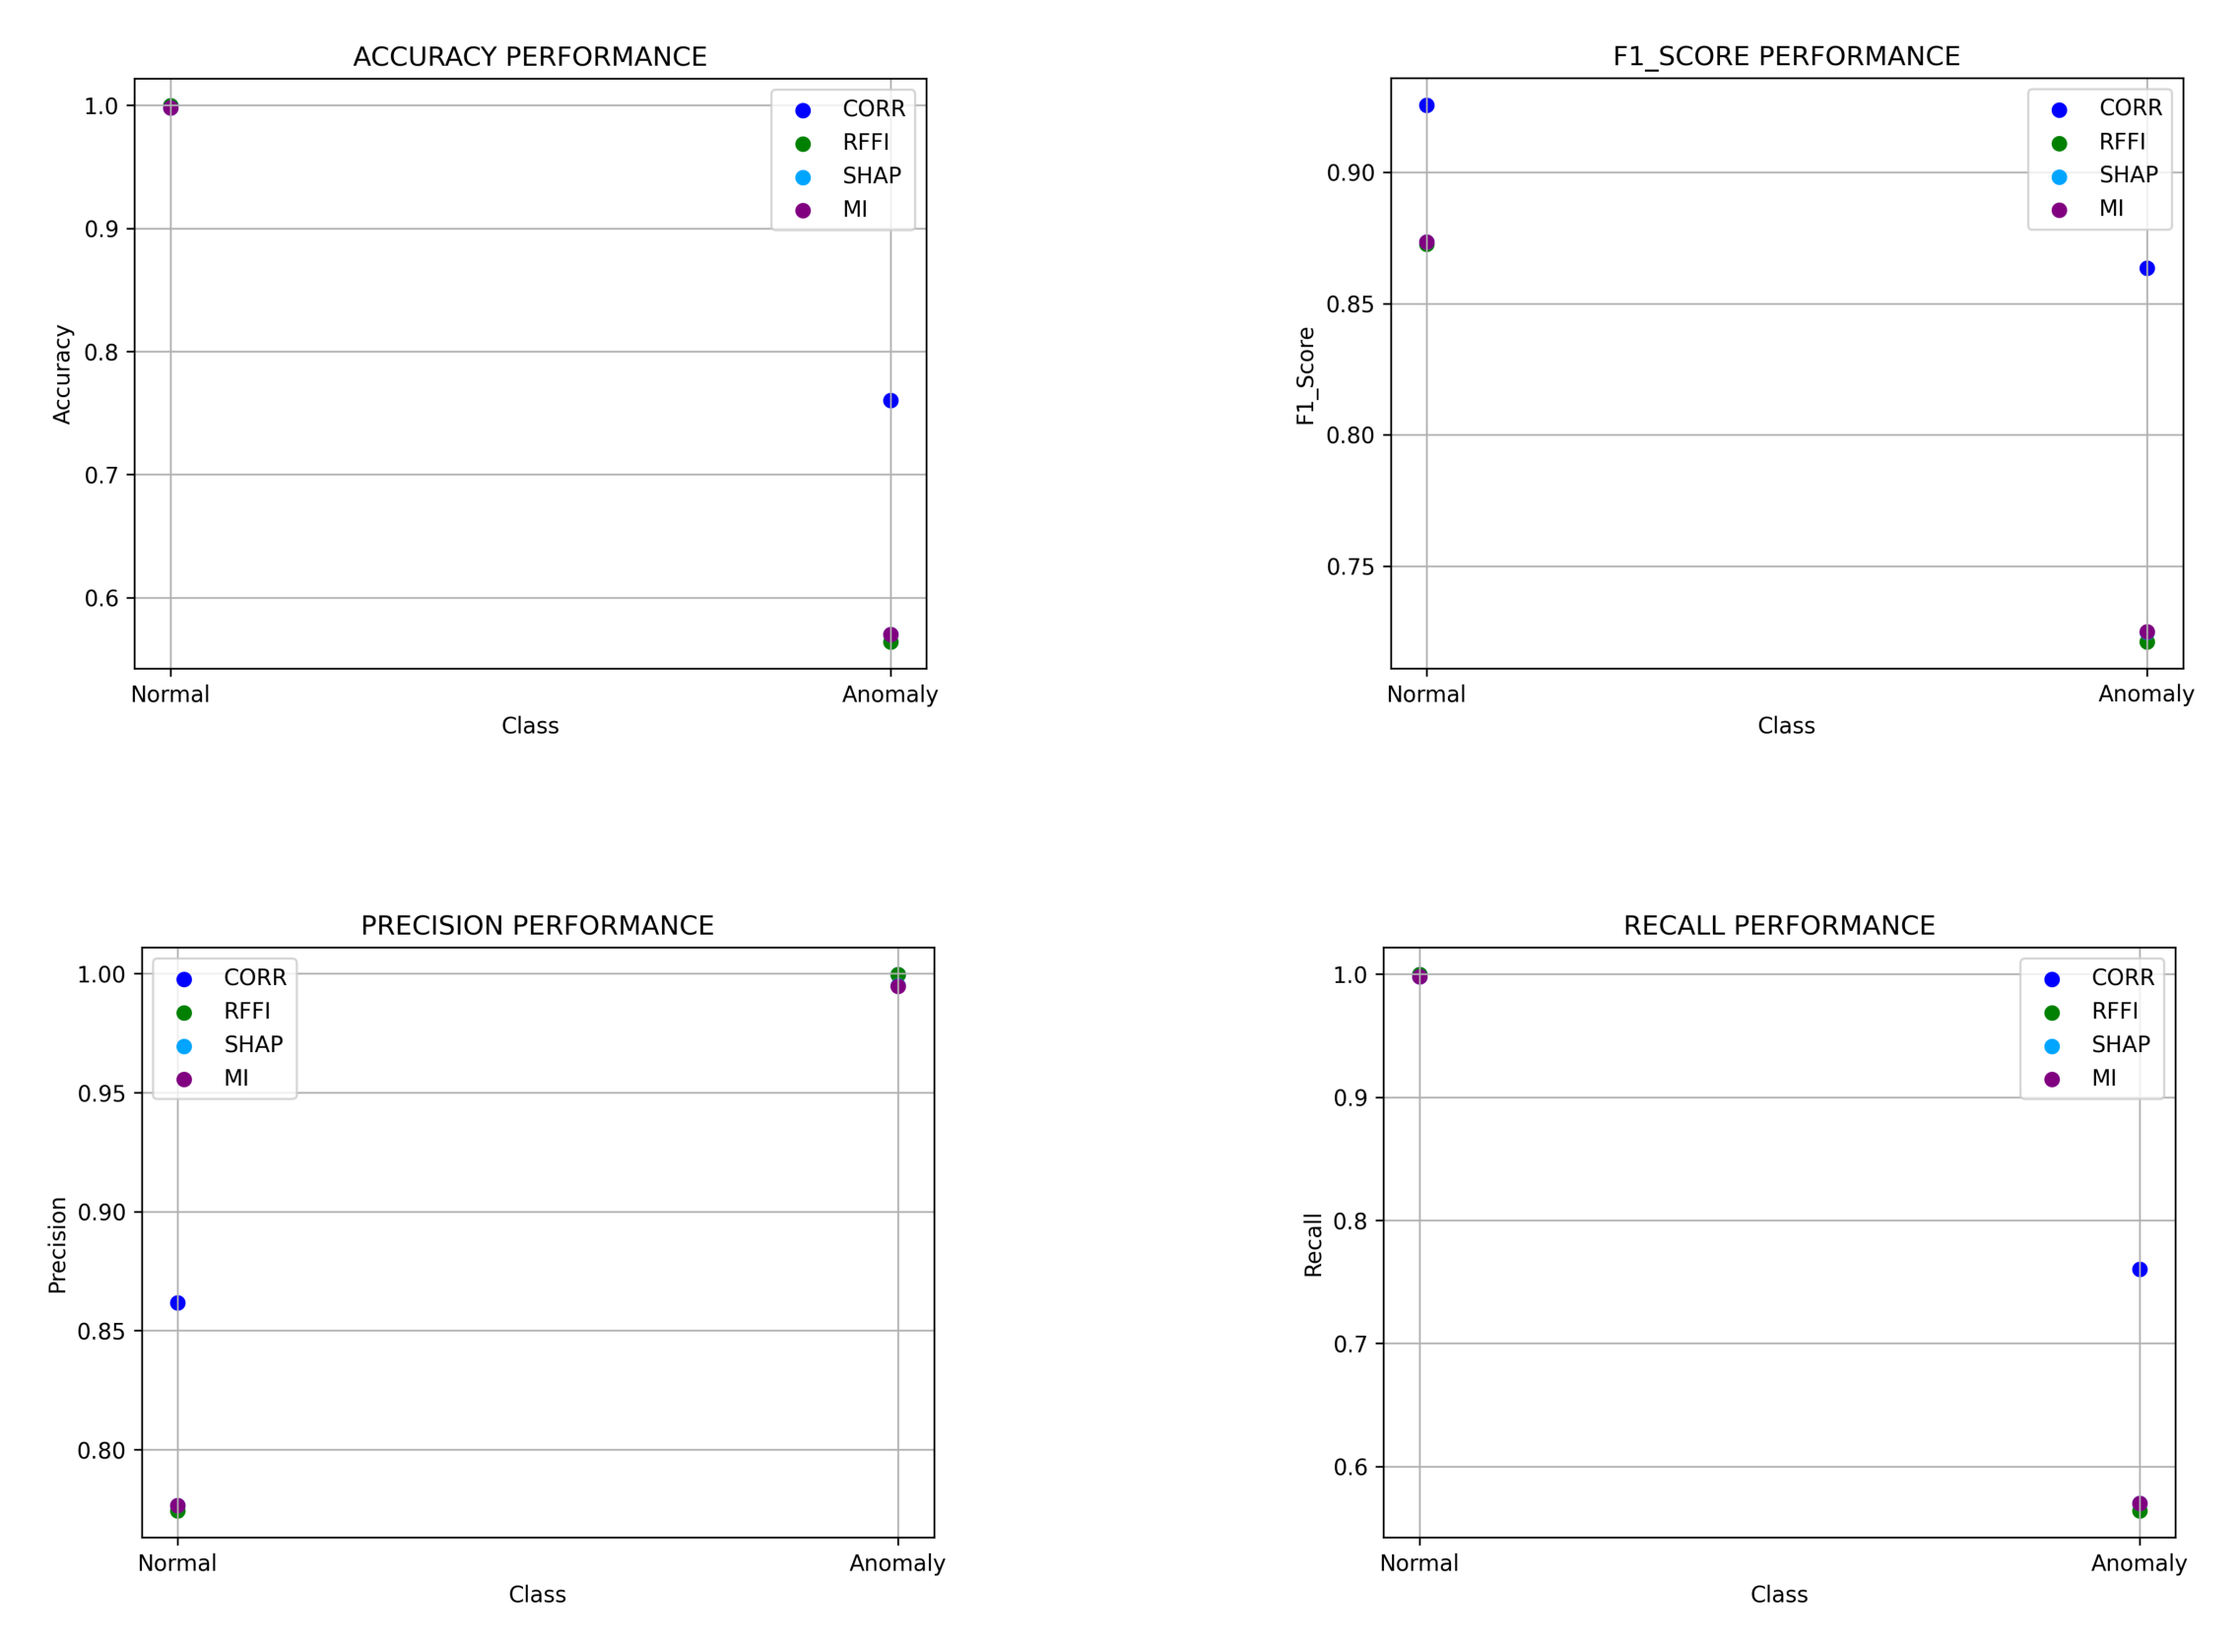 ACCURACY PERFORMANCE
1.0
0.9
0.8
0.7
0.6
Accuracy
CORR
RFFI
SHAP
MI
Normal
Anomaly
Class
F1_SCORE PERFORMANCE
0.90
0.85
0.80
0.75
F1_Score
CORR
RFFI
SHAP
MI
Normal
Anomaly
Class
PRECISION PERFORMANCE
1.00
0.95
0.90
0.85
0.80
Precision
CORR
RFFI
SHAP
MI
Normal
Anomaly
Class
RECALL PERFORMANCE
1.0
0.9
0.8
0.7
0.6
Recall
CORR
RFFI
SHAP
MI
Normal
Anomaly
Class